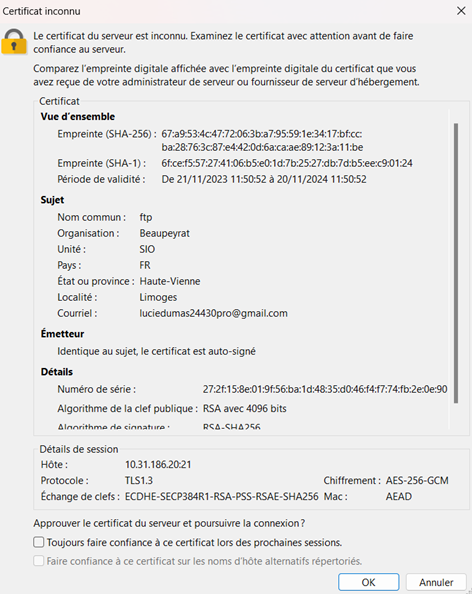 Certificat inconnu
Le certificat du serveur est inconnu. Examinez le certificat avec attention avant de faire
confiance au serveur.
Comparez l'empreinte digitale affichée avec l'empreinte digitale du certificat que vous
avez reçue de votre administrateur de serveur ou fournisseur de serveur d'hébergement.
Certificat
Vue d'ensemble
Empreinte (SHA-256) : 67:a9:53:4c:47:72:06:3b:a7:95:59:1e:34:17:bf:cc:
ba:28:76:3c:87:e4:42:0d:6a:ca:ae:89:12:3a:11:be
Empreinte (SHA-1) : 6f:ce:f5:57:27:41:06:b5:e0:1d:7b:25:27:db:7d:b5:ee:c9:01:24
Période de validité : De 21/11/2023 11:50:52 à 20/11/2024 11:50:52
Sujet
Nom commun : ftp
Organisation : Beaupeyrat
Unité : SIO
Pays : FR
État ou province : Haute-Vienne
Localité : Limoges
Courriel : luciedumas24430pro@gmail.com
Émetteur
Identique au sujet, le certificat est auto-signé
Détails
Numéro de série : 27:2f:15:8e:01:9f:56:ba:1d:48:35:d0:46:f4:f7:74:fb:2e:0e:90
Algorithme de la clef publique : RSA avec 4096 bits
Algorithme de signature : RSA-SHA256
Détails de session
Hôte : 10.31.186.20:21
Protocole : TLS1.3 Chiffrement : AES-256-GCM
Échange de clefs : ECDHE-SECP384R1-RSA-PSS-RSAE-SHA256 Mac : AEAD
Approuver le certificat du serveur et poursuivre la connexion ?
Toujours faire confiance à ce certificat lors des prochaines sessions.
Faire confiance à ce certificat sur les noms d'hôte alternatifs répertoriés.
OK Annuler